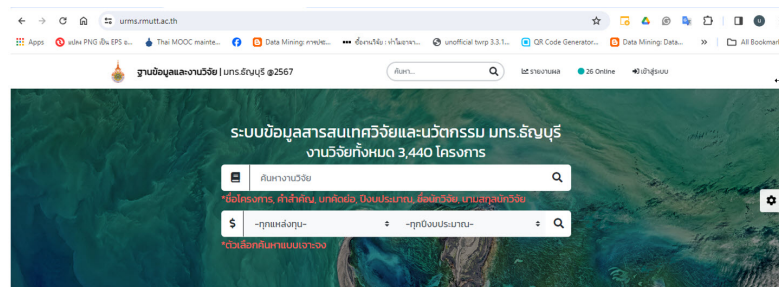 urms.rmutt.ac.th
Apps แปลง PNG เป็น EPS อ... Thai MOOC mainte... Data Mining: การประ... ชื่องานวิจัย : ทำไมอาจา... unofficial twrp 3.3.1... QR Code Generator... Data Mining: Data... » All Bookmark
ฐานข้อมูลและงานวิจัย | มทร.ธัญบุรี @2567 ค้นหา... รายงานผล 26 Online เข้าสู่ระบบ
ระบบข้อมูลสารสนเทศวิจัยและนวัตกรรม มทร.ธัญบุรี
งานวิจัยทั้งหมด 3,440 โครงการ
ค้นหางานวิจัย
*ชื่อโครงการ, คำสำคัญ, บทคัดย่อ, ปีงบประมาณ, ชื่อนักวิจัย, นามสกุลนักวิจัย
$ -ทุกแหล่งทุน- -ทุกปีงบประมาณ-
*ตัวเลือกค้นหาแบบเจาะจง